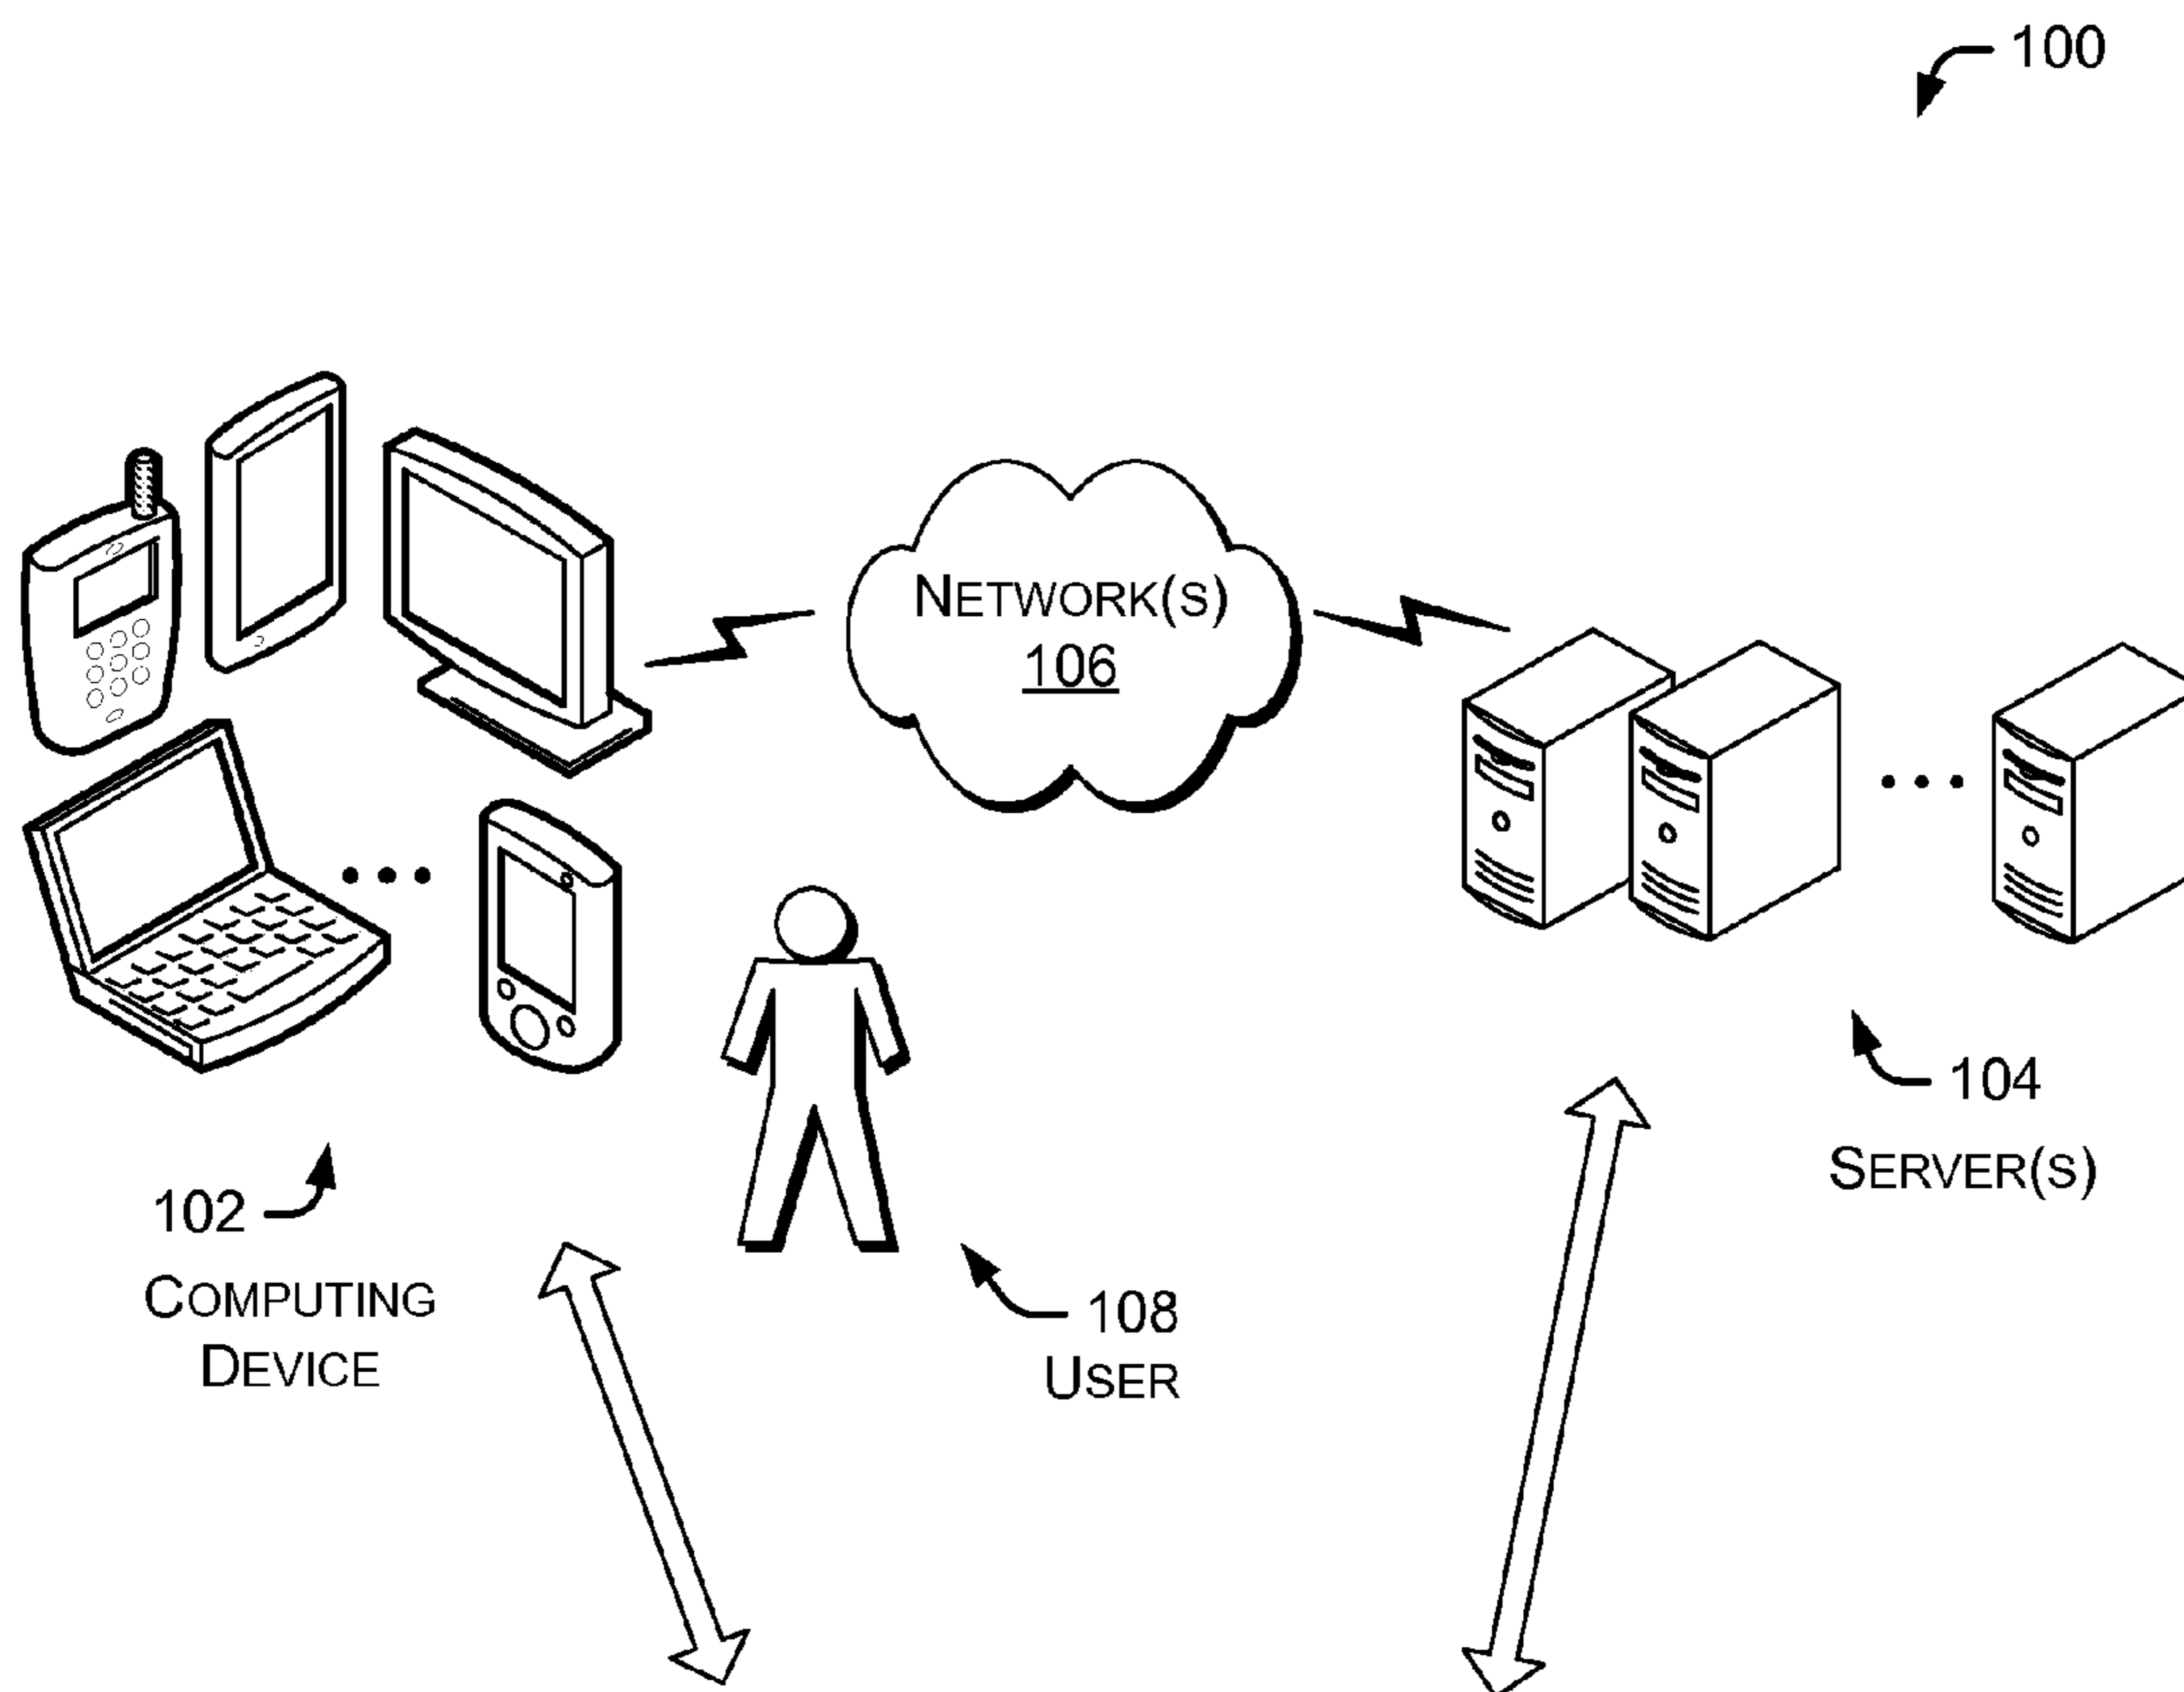 100
NETWORK(S)
106
104
SERVER(S)
102
COMPUTING
DEVICE
108
USER